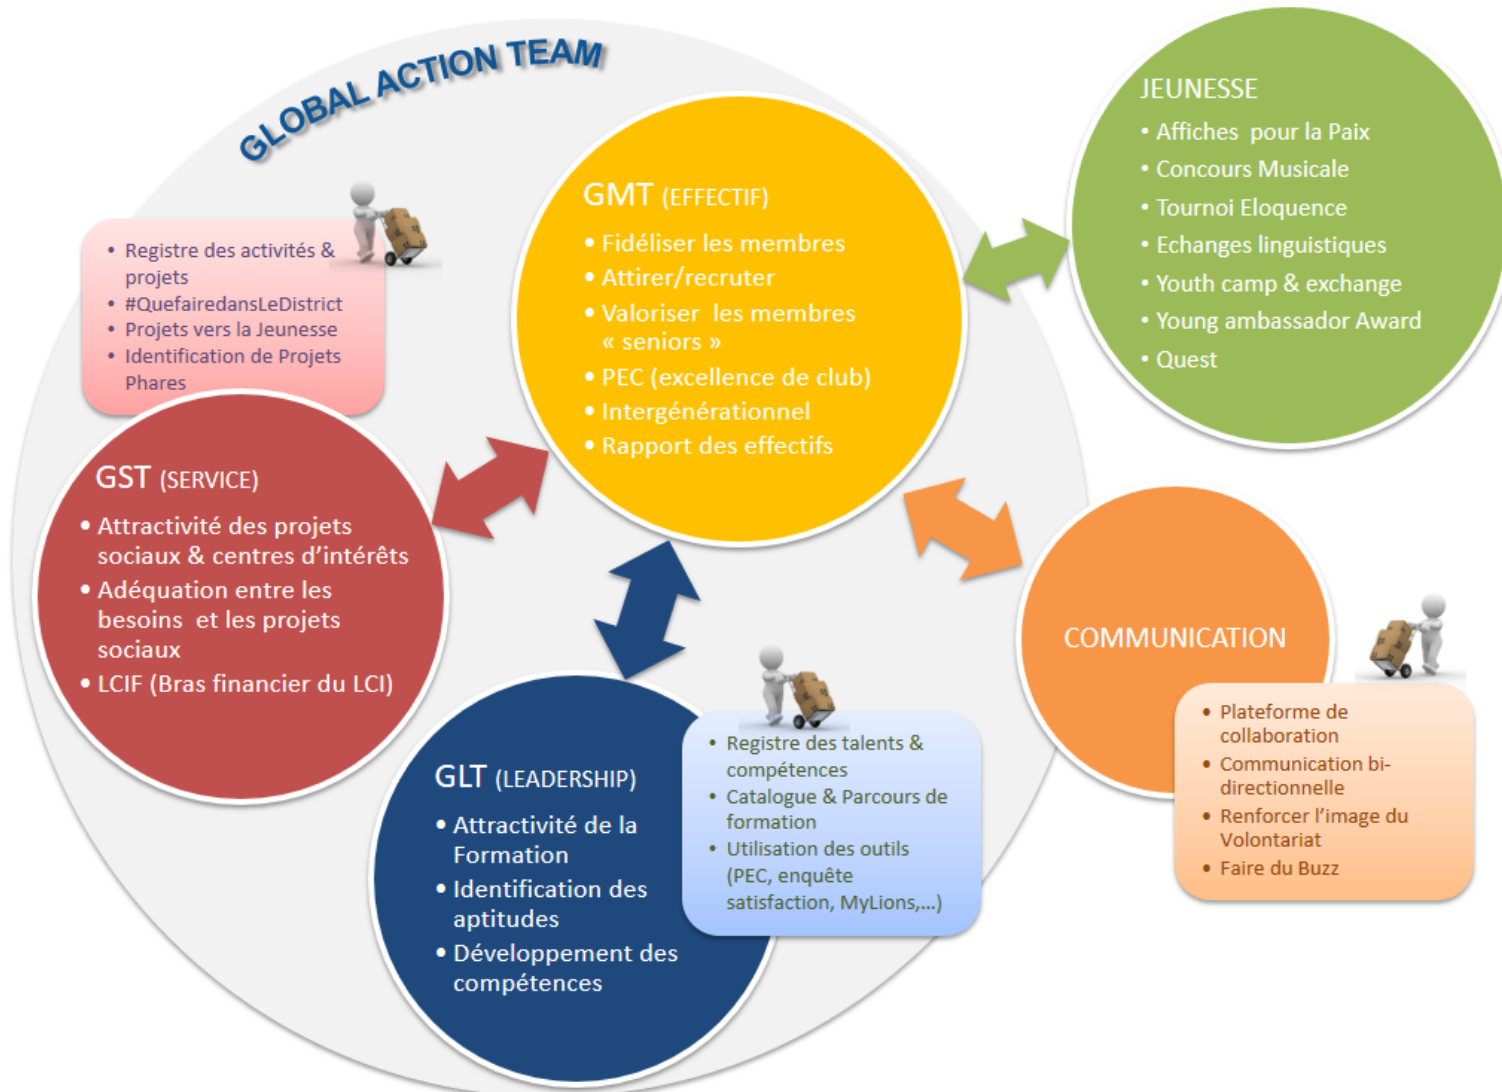 GLOBAL ACTION TEAM
JEUNESSE
• Affiches  pour la Paix
• Concours Musicale
• Tournoi Eloquence
• Echanges linguistiques
• Youth camp & exchange
• Young ambassador Award
• Quest
GMT (EFFECTIF)
• Fidéliser les membres
• Attirer/recruter
• Valoriser  les membres
« seniors »
• PEC (excellence de club)
• Intergénérationnel
• Rapport des effectifs
• Registre des activités &
projets
• #QuefairedansLeDistrict
• Projets vers la Jeunesse
• Identification de Projets
Phares
GST (SERVICE)
• Attractivité des projets
sociaux & centres d’intérêts
• Adéquation entre les
besoins  et les projets
sociaux
• LCIF (Bras financier du LCI)
COMMUNICATION
• Plateforme de
collaboration
• Communication bi-
directionnelle
• Renforcer l’image du
Volontariat
• Faire du Buzz
GLT (LEADERSHIP)
• Attractivité de la
Formation
• Identification des
aptitudes
• Développement des
compétences
• Registre des talents &
compétences
• Catalogue & Parcours de
formation
• Utilisation des outils
(PEC, enquête
satisfaction, MyLions,...)